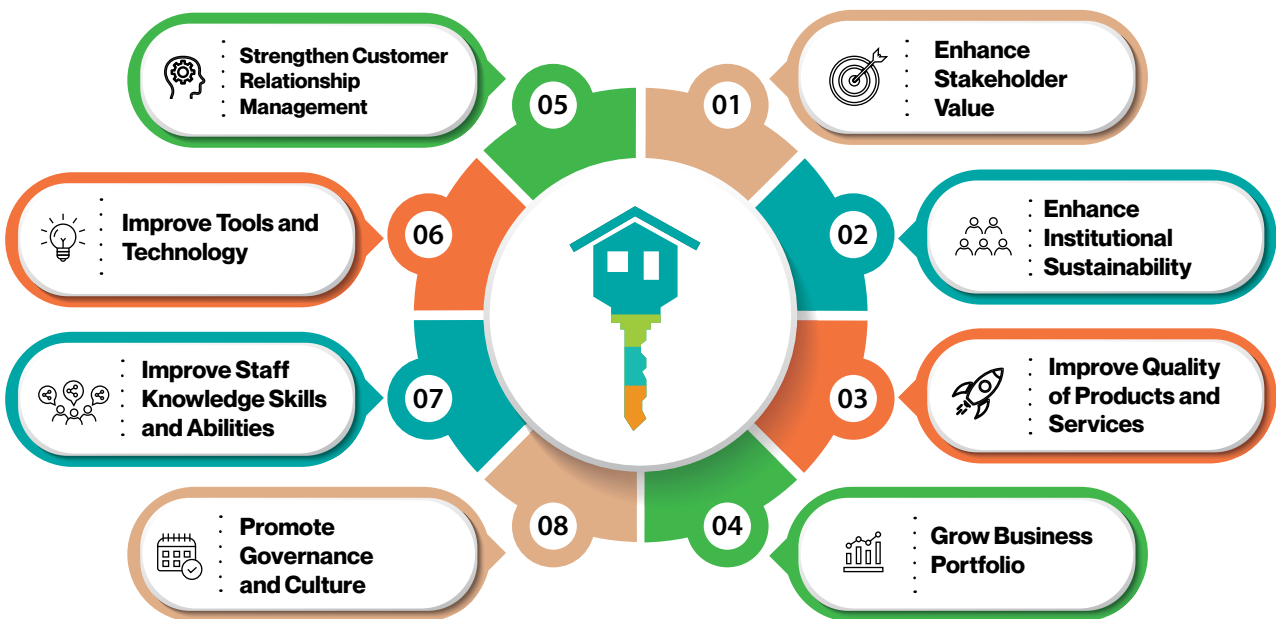 01
Enhance
Stakeholder
Value
02
Enhance
Institutional
Sustainability
03
Improve Quality
of Products and
Services
04
Grow Business
Portfolio
05
Strengthen Customer
Relationship
Management
06
Improve Tools and
Technology
07
Improve Staff
Knowledge Skills
and Abilities
08
Promote
Governance
and Culture